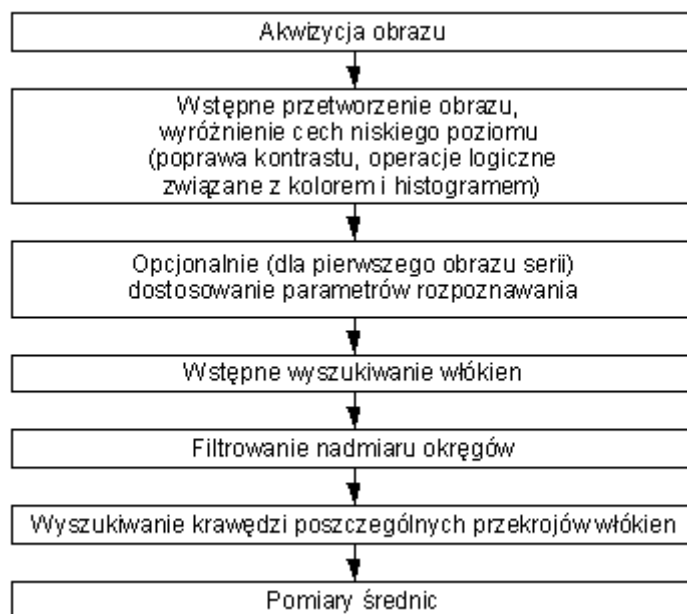 Akwizycja obrazu
Wstępne przetworzenie obrazu,
wyróżnienie cech niskiego poziomu
(poprawa kontrastu, operacje logiczne
związane z kolorem i histogramem)
Opcjonalnie (dla pierwszego obrazu serii)
dostosowanie parametrów rozpoznawania
Wstępne wyszukiwanie włókien
Filtrowanie nadmiaru okręgów
Wyszukiwanie krawędzi poszczególnych przekrojów włókien
Pomiary średnic